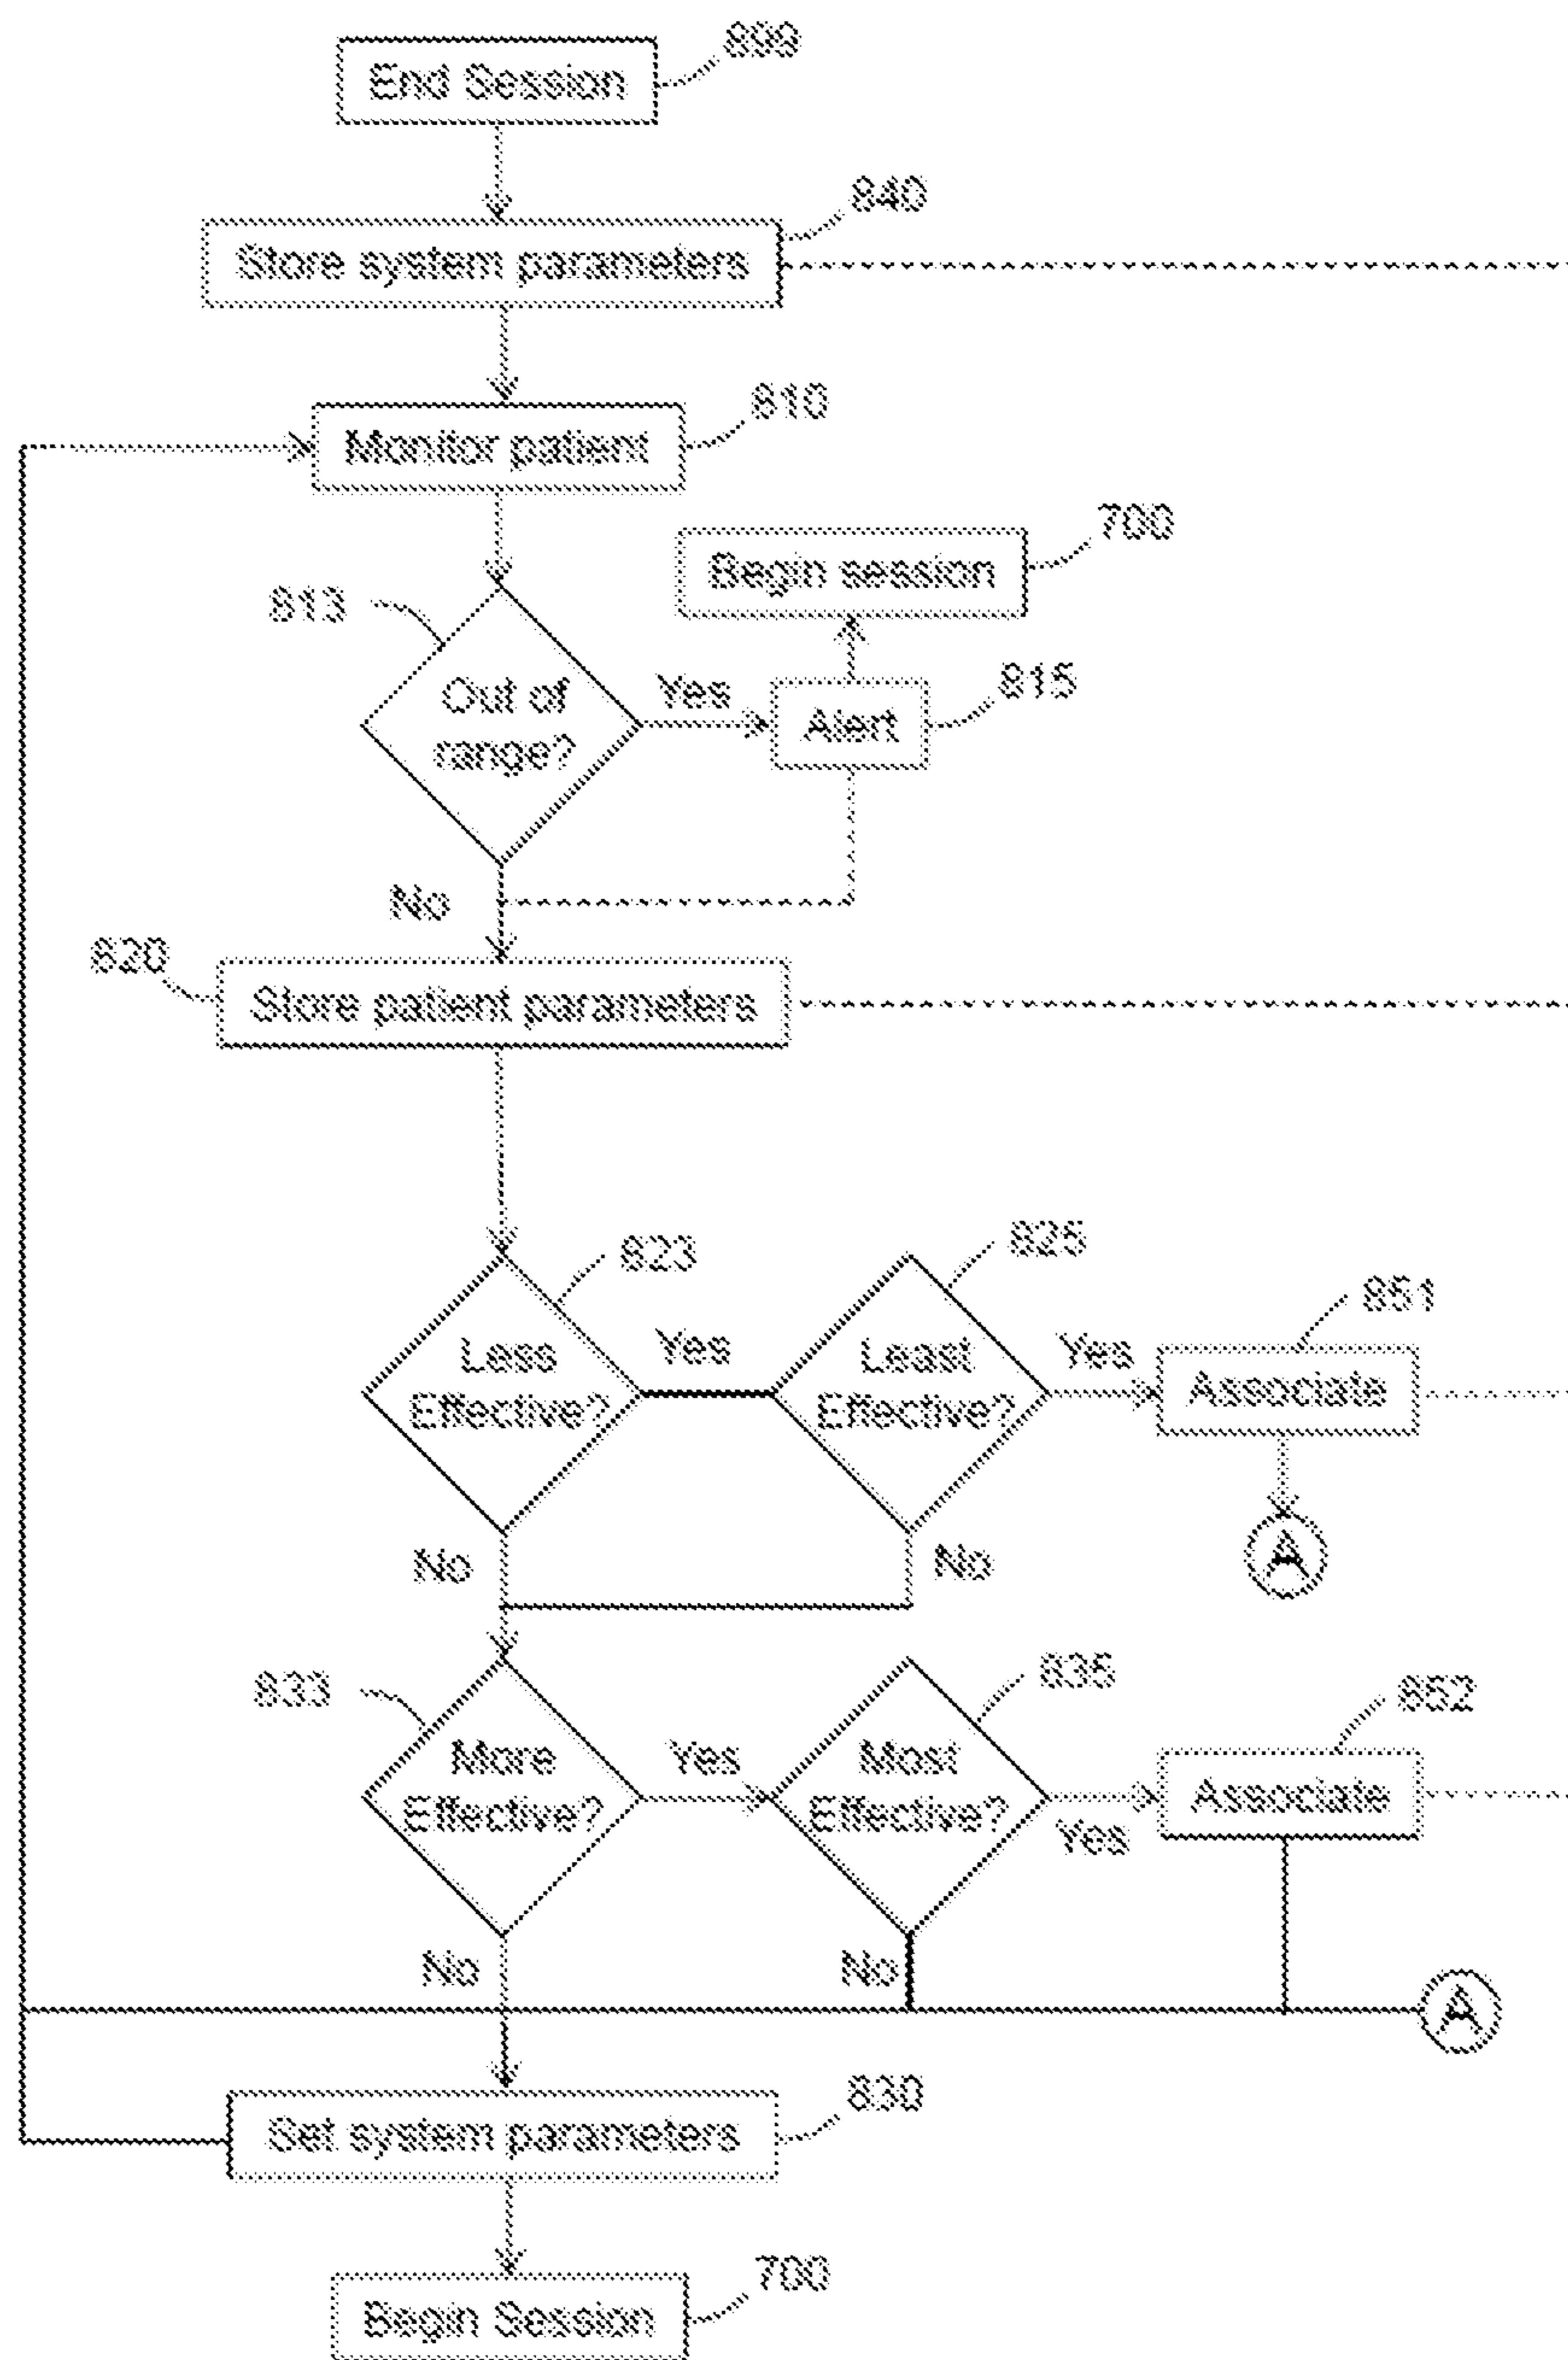 899
End Session
840
Store system parameters
810
Monitor patient
700
Begin session
813
Out of
range?
Yes
815
Alert
No
820
Store patient parameters
823
825
851
Less
Effective?
Yes
Least
Effective?
Yes
Associate
No
No
A
833
835
852
More
Effective?
Yes
Most
Effective?
Yes
Associate
No
No
A
830
Set system parameters
700
Begin Session